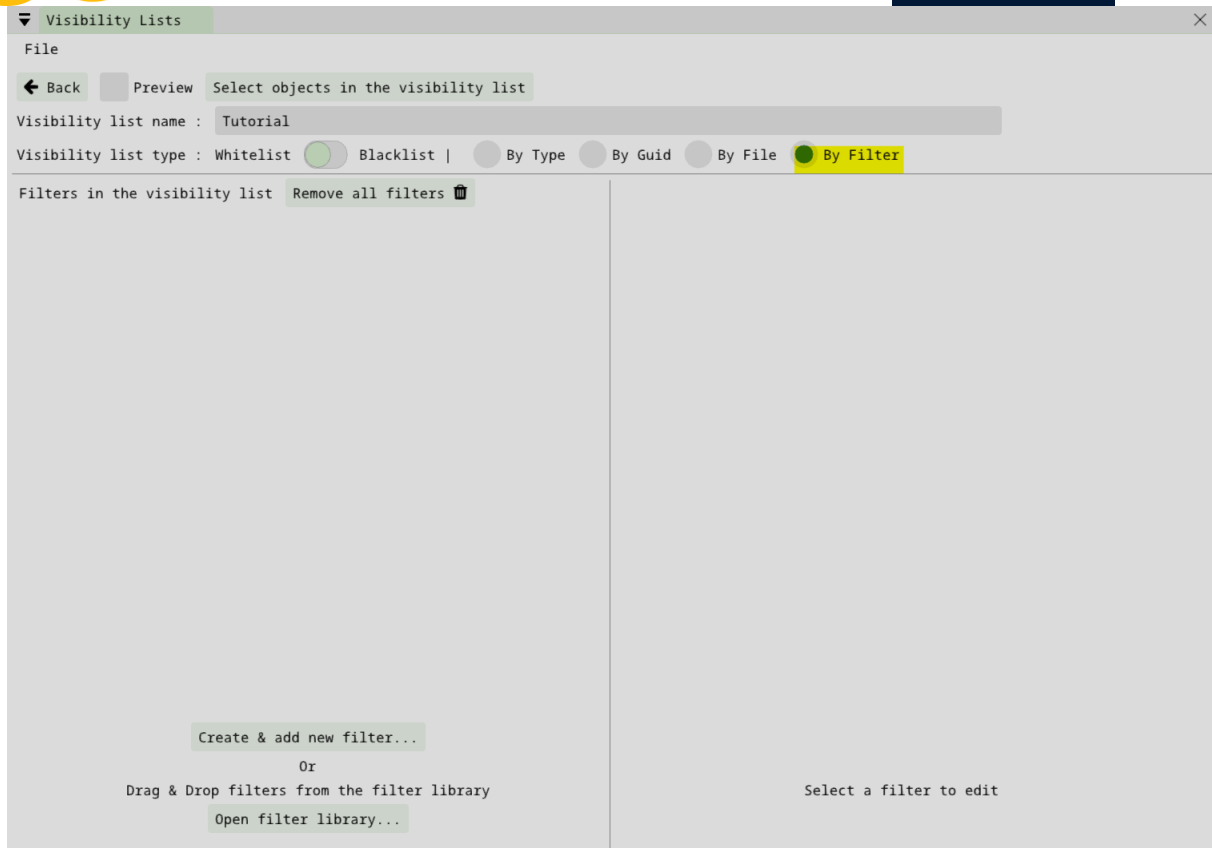 Visibility Lists
File
Back Preview Select objects in the visibility list
Visibility list name : Tutorial
Visibility list type : Whitelist Blacklist | By Type By Guid By File By Filter
Filters in the visibility list Remove all filters
Create & add new filter...
Or
Drag & Drop filters from the filter library
Select a filter to edit
Open filter library...